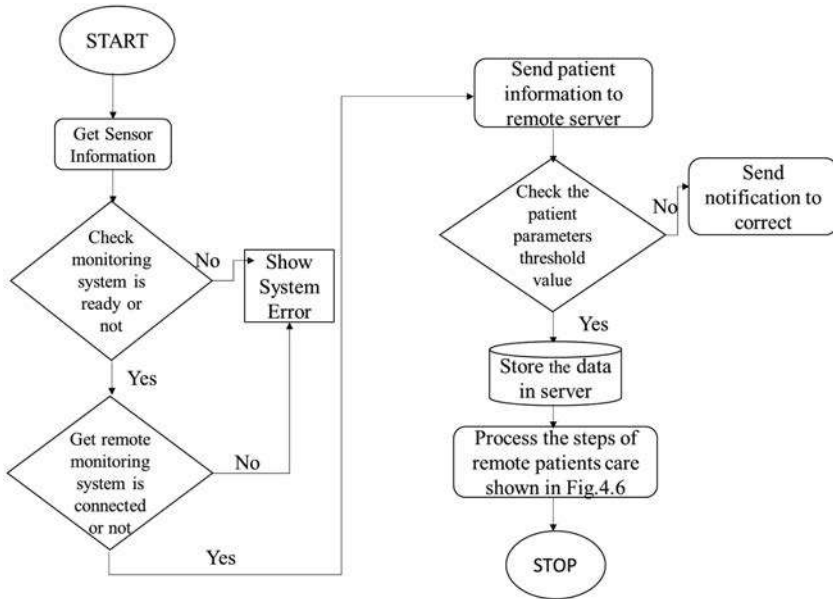 START
Get Sensor
Information
Check
monitoring
system is
ready or
not
No
Show
System
Error
Yes
Get remote
monitoring
system is
connected
or not
No
Yes
Send patient
information to
remote server
Check the
patient
parameters
threshold
value
No
Send
notification to
correct
Yes
Store the data
in server
Process the steps of
remote patients care
shown in Fig.4.6
STOP